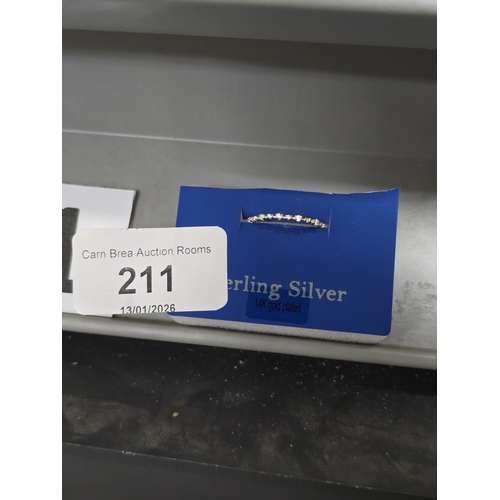 Carn Brea Auction Rooms
211
13/01/2026
erling Silver
14K gold plated